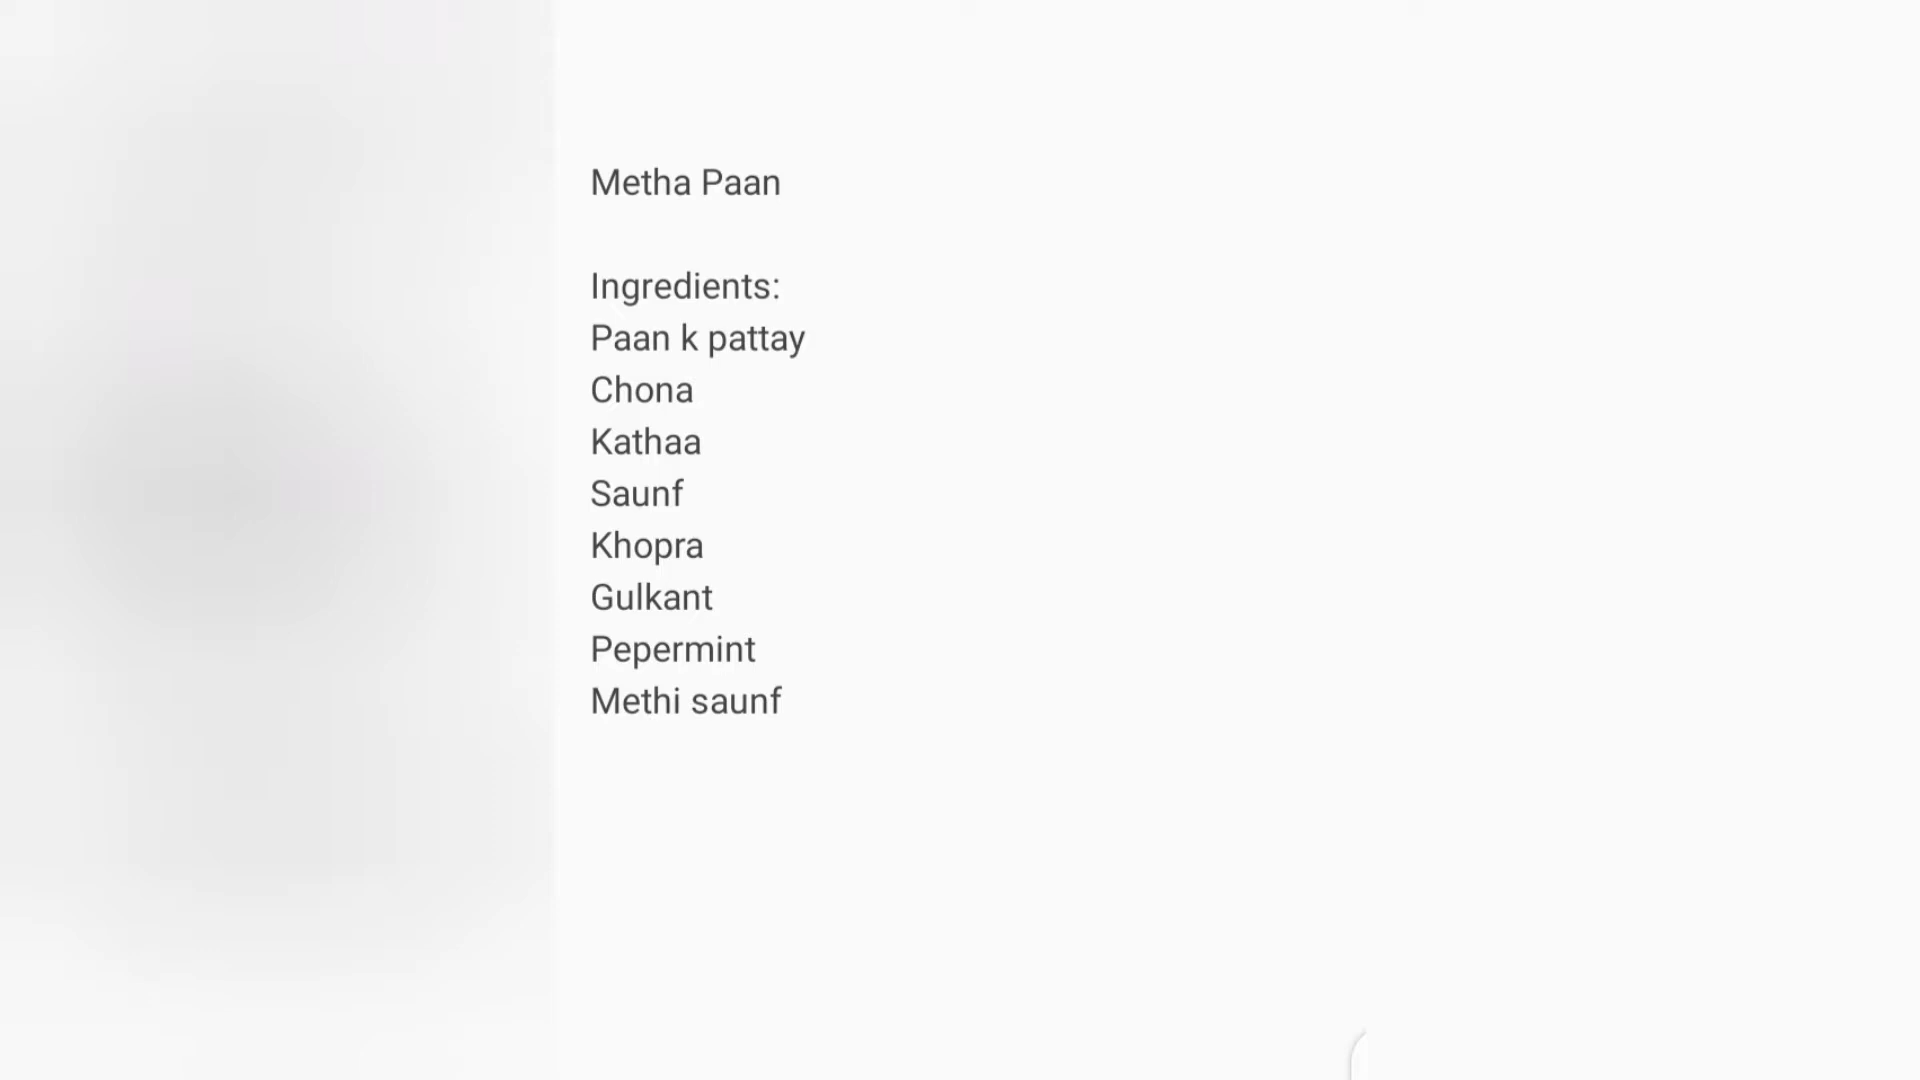 Metha Paan
Ingredients:
Paan k pattay
Chona
Kathaa
Saunf
Khopra
Gulkant
Pepermint
Methi saunf